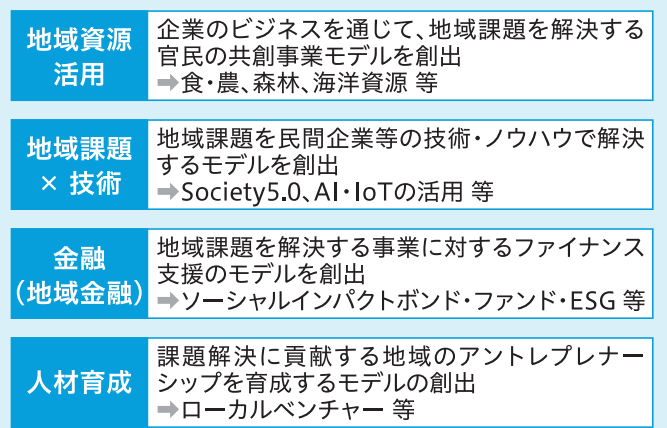 地域資源
活用
企業のビジネスを通じて、地域課題を解決する
官民の共創事業モデルを創出
➡食・農、森林、海洋資源 等
地域課題
× 技術
地域課題を民間企業等の技術・ノウハウで解決
するモデルを創出
➡Society5.0、AI・IoTの活用 等
金融
（地域金融）
地域課題を解決する事業に対するファイナンス
支援のモデルを創出
➡ソーシャルインパクトボンド・ファンド・ESG 等
人材育成
課題解決に貢献する地域のアントレプレナー
シップを育成するモデルの創出
➡ローカルベンチャー 等